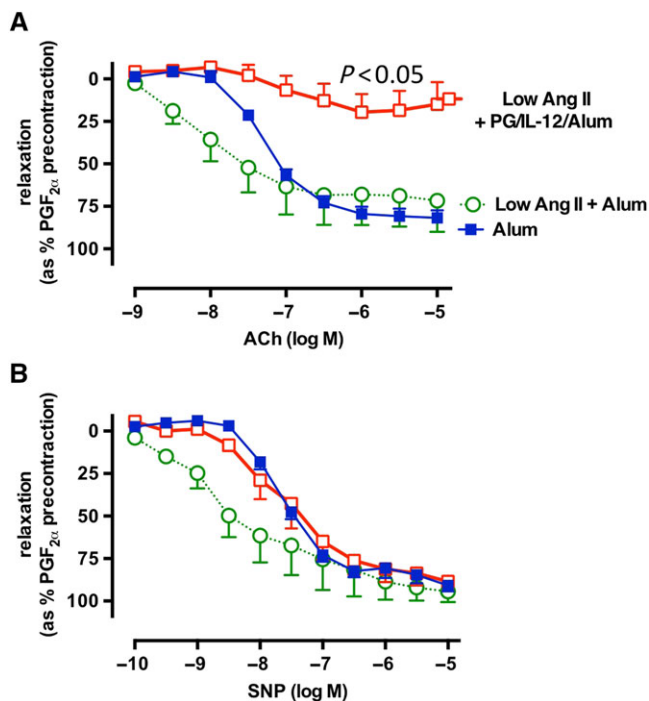 A
relaxation
(as % PGF2α precontraction)
0
25
50
75
100
P < 0.05
Low Ang II
+ PG/IL-12/Alum
Low Ang II + Alum
Alum
−9
−8
−7
−6
−5
ACh (log M)
B
relaxation
(as % PGF2α precontraction)
0
25
50
75
100
−10
−9
−8
−7
−6
−5
SNP (log M)